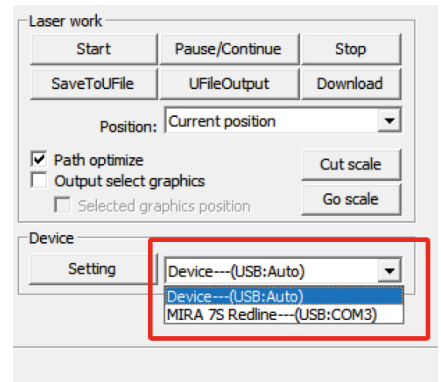 Laser work
Start Pause/Continue Stop
SaveToUFile UFileOutput Download
Position: Current position
Path optimize Cut scale
Output select graphics
Selected graphics position Go scale
Device
Setting Device---(USB:Auto)
Device---(USB:Auto)
MIRA 7S Redline---(USB:COM3)